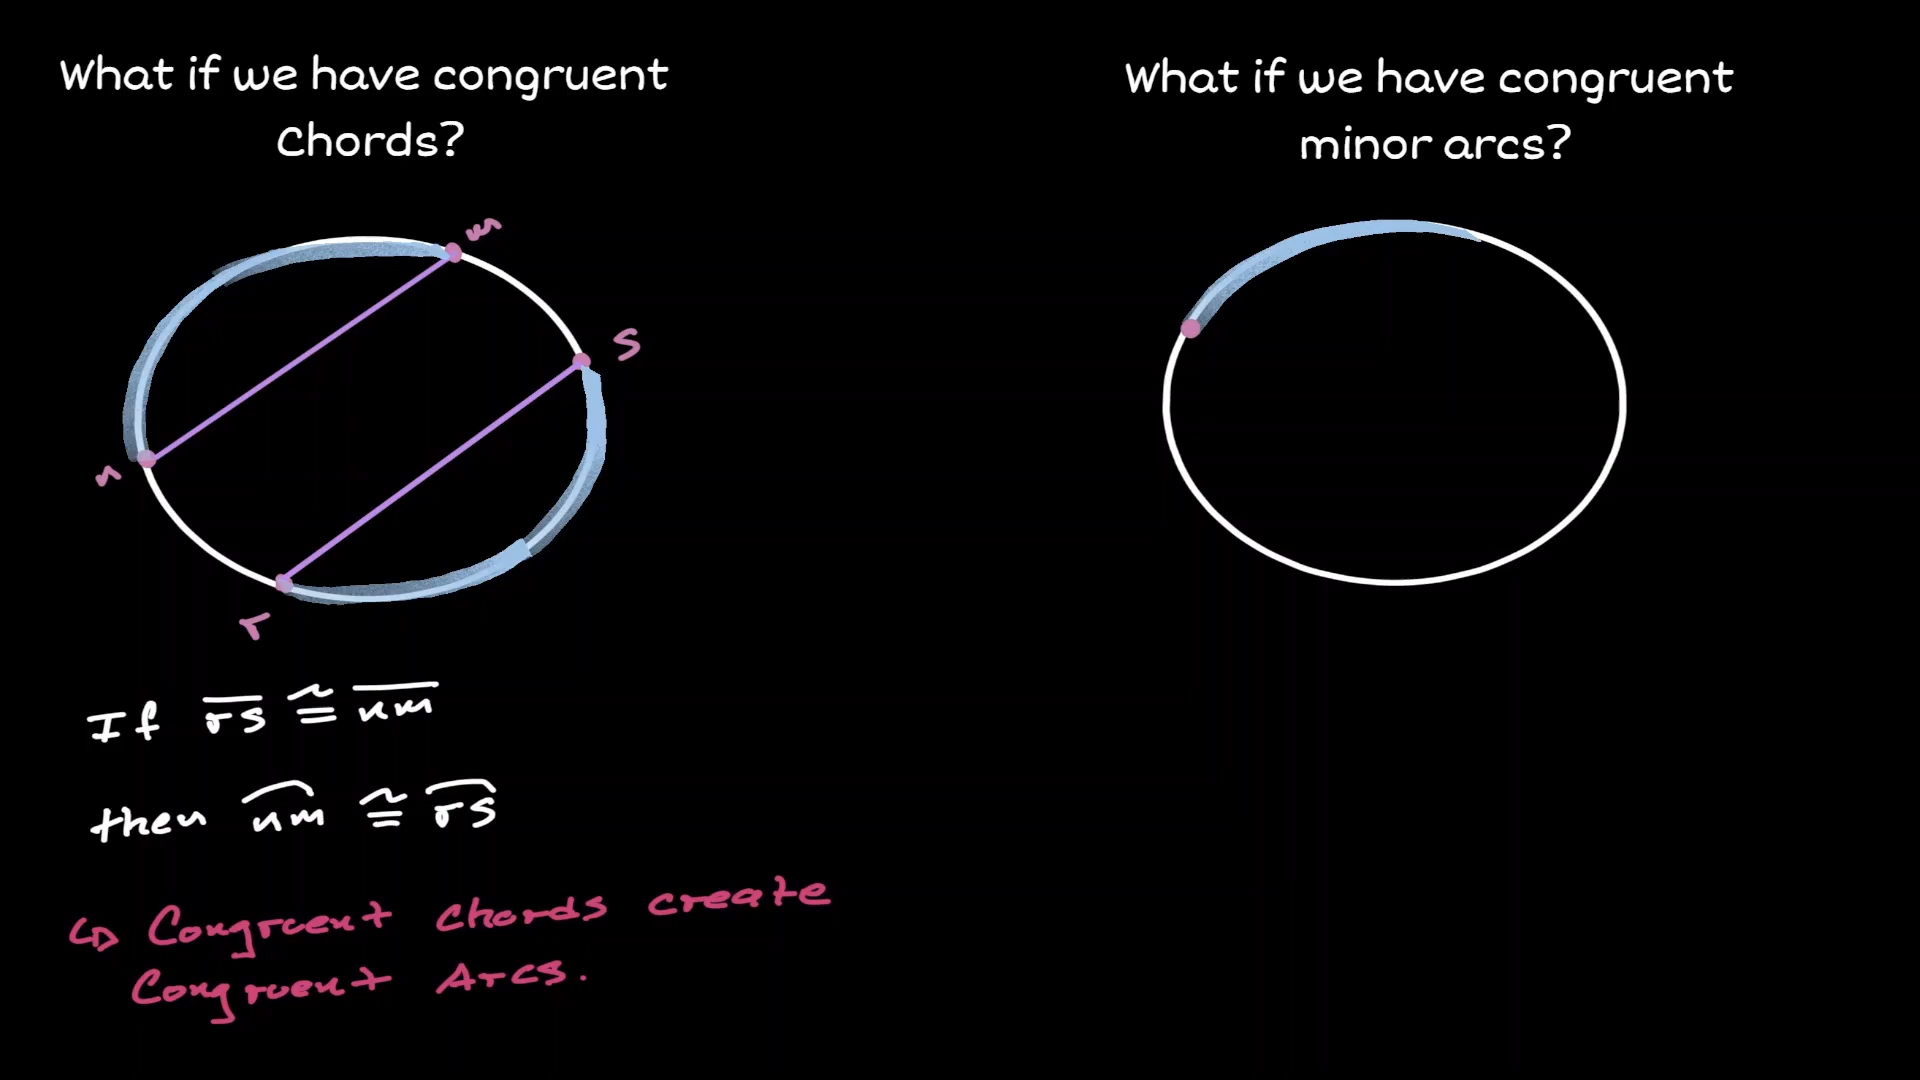 What if we have congruent
Chords?
What if we have congruent
minor arcs?
m
S
n
r
If rs ≅ nm
then nm ≅ rs
↳ Congruent chords create
Congruent Arcs.